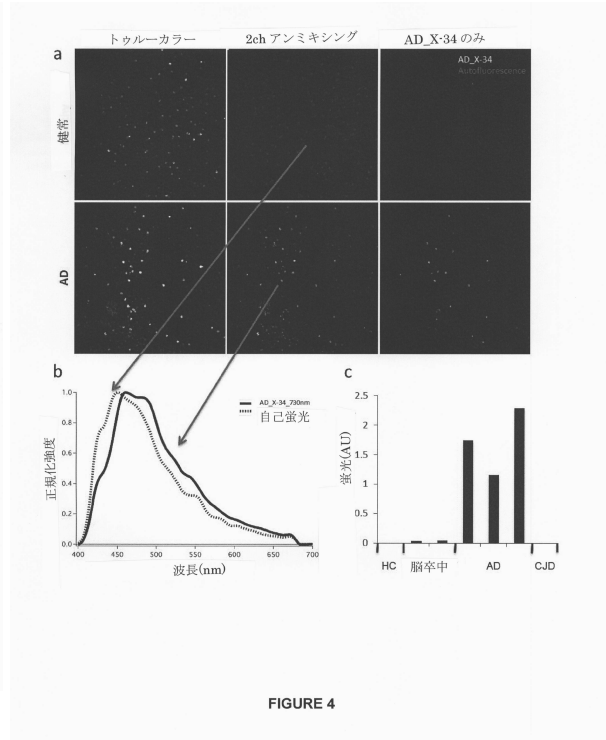 トゥルーカラー
2ch アンミキシング
AD_X-34 のみ
a
AD_X-34
Autofluorescence
健常
AD
b
1.0
0.8
0.6
0.4
0.2
0.0
400
450
500
550
600
650
700
正規化強度
波長(nm)
AD_X-34_730nm
自己蛍光
c
2.5
2
1.5
1
0.5
0
蛍光(AU)
HC
脳卒中
AD
CJD
FIGURE 4